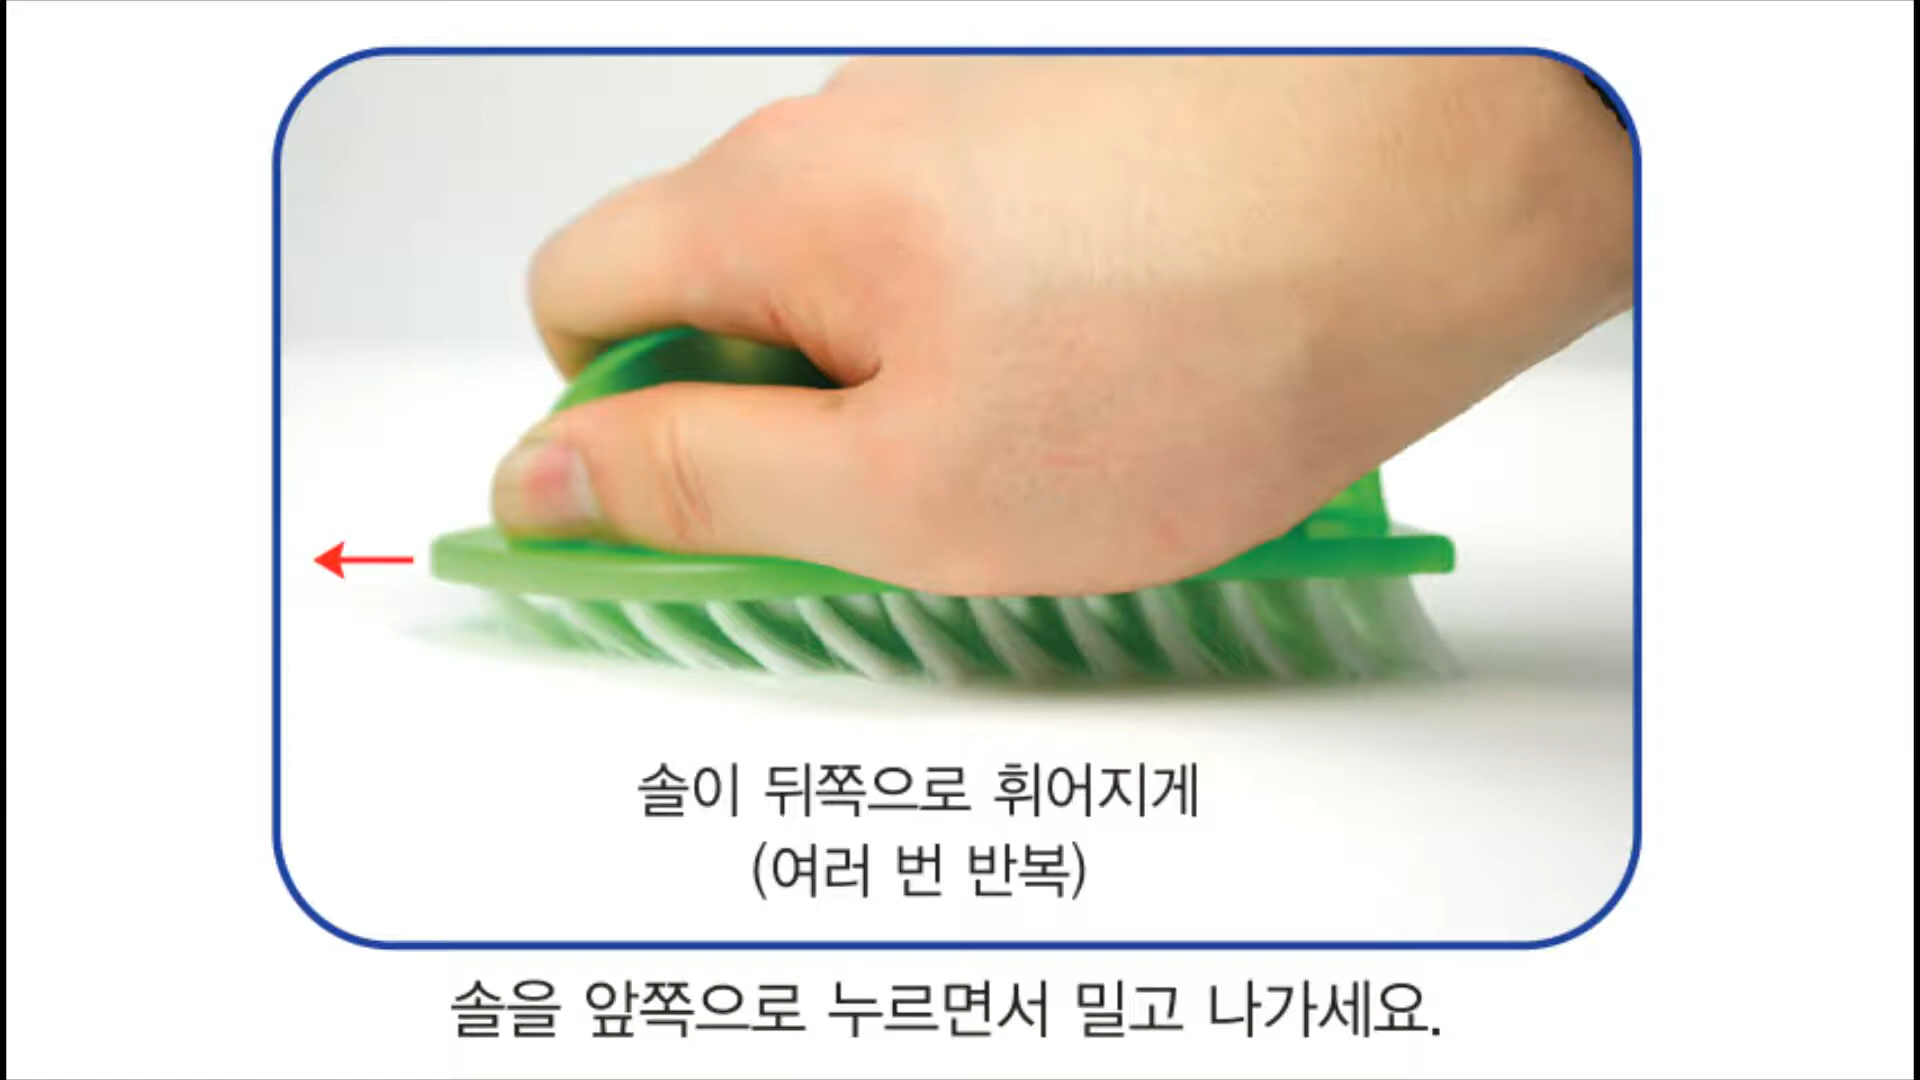 솔이 뒤쪽으로 휘어지게
(여러 번 반복)
솔을 앞쪽으로 누르면서 밀고 나가세요.